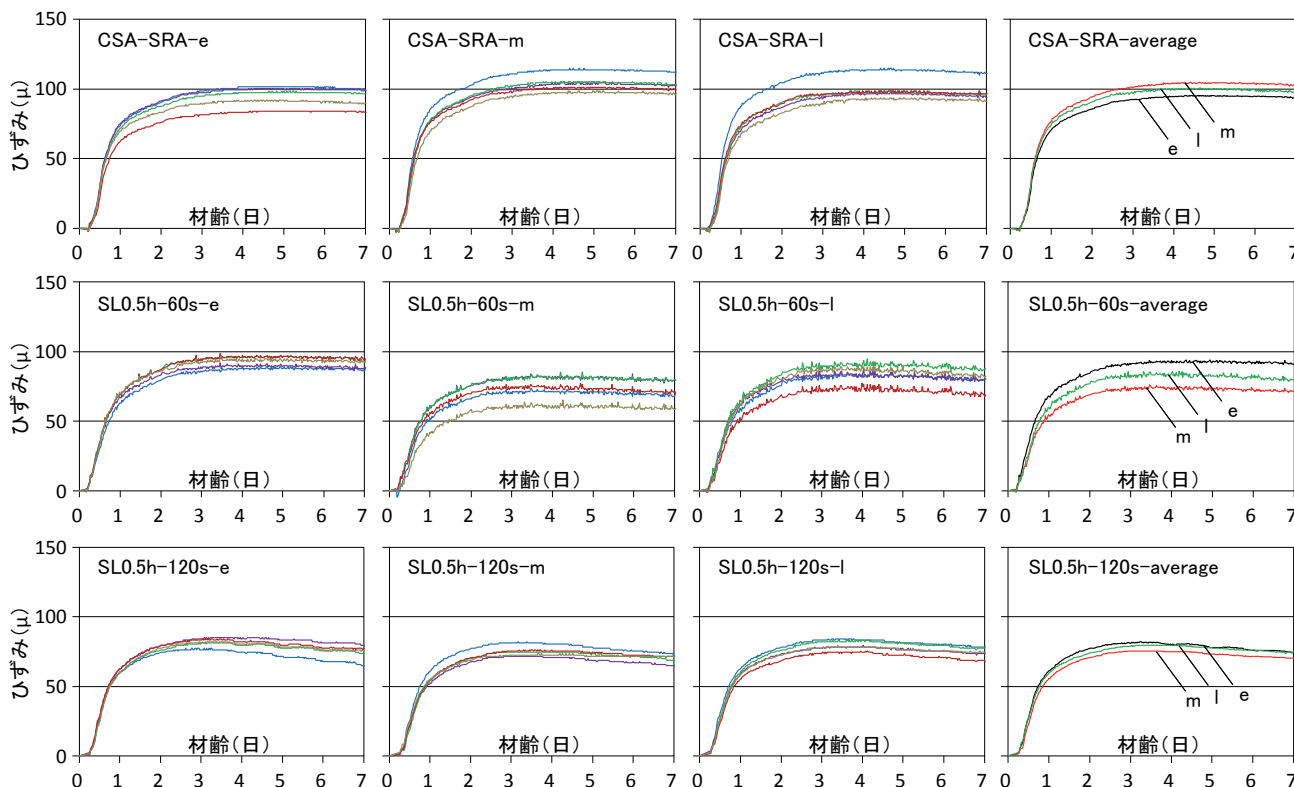 150
100
50
0
ひずみ(μ)
CSA-SRA-e
材齢(日)
0 1 2 3 4 5 6 7
CSA-SRA-m
材齢(日)
0 1 2 3 4 5 6 7
CSA-SRA-l
材齢(日)
0 1 2 3 4 5 6 7
CSA-SRA-average
e l m
材齢(日)
0 1 2 3 4 5 6 7
150
100
50
0
ひずみ(μ)
SL0.5h-60s-e
材齢(日)
0 1 2 3 4 5 6 7
SL0.5h-60s-m
材齢(日)
0 1 2 3 4 5 6 7
SL0.5h-60s-l
材齢(日)
0 1 2 3 4 5 6 7
SL0.5h-60s-average
m l e
材齢(日)
0 1 2 3 4 5 6 7
150
100
50
0
ひずみ(μ)
SL0.5h-120s-e
材齢(日)
0 1 2 3 4 5 6 7
SL0.5h-120s-m
材齢(日)
0 1 2 3 4 5 6 7
SL0.5h-120s-l
材齢(日)
0 1 2 3 4 5 6 7
SL0.5h-120s-average
m l e
材齢(日)
0 1 2 3 4 5 6 7